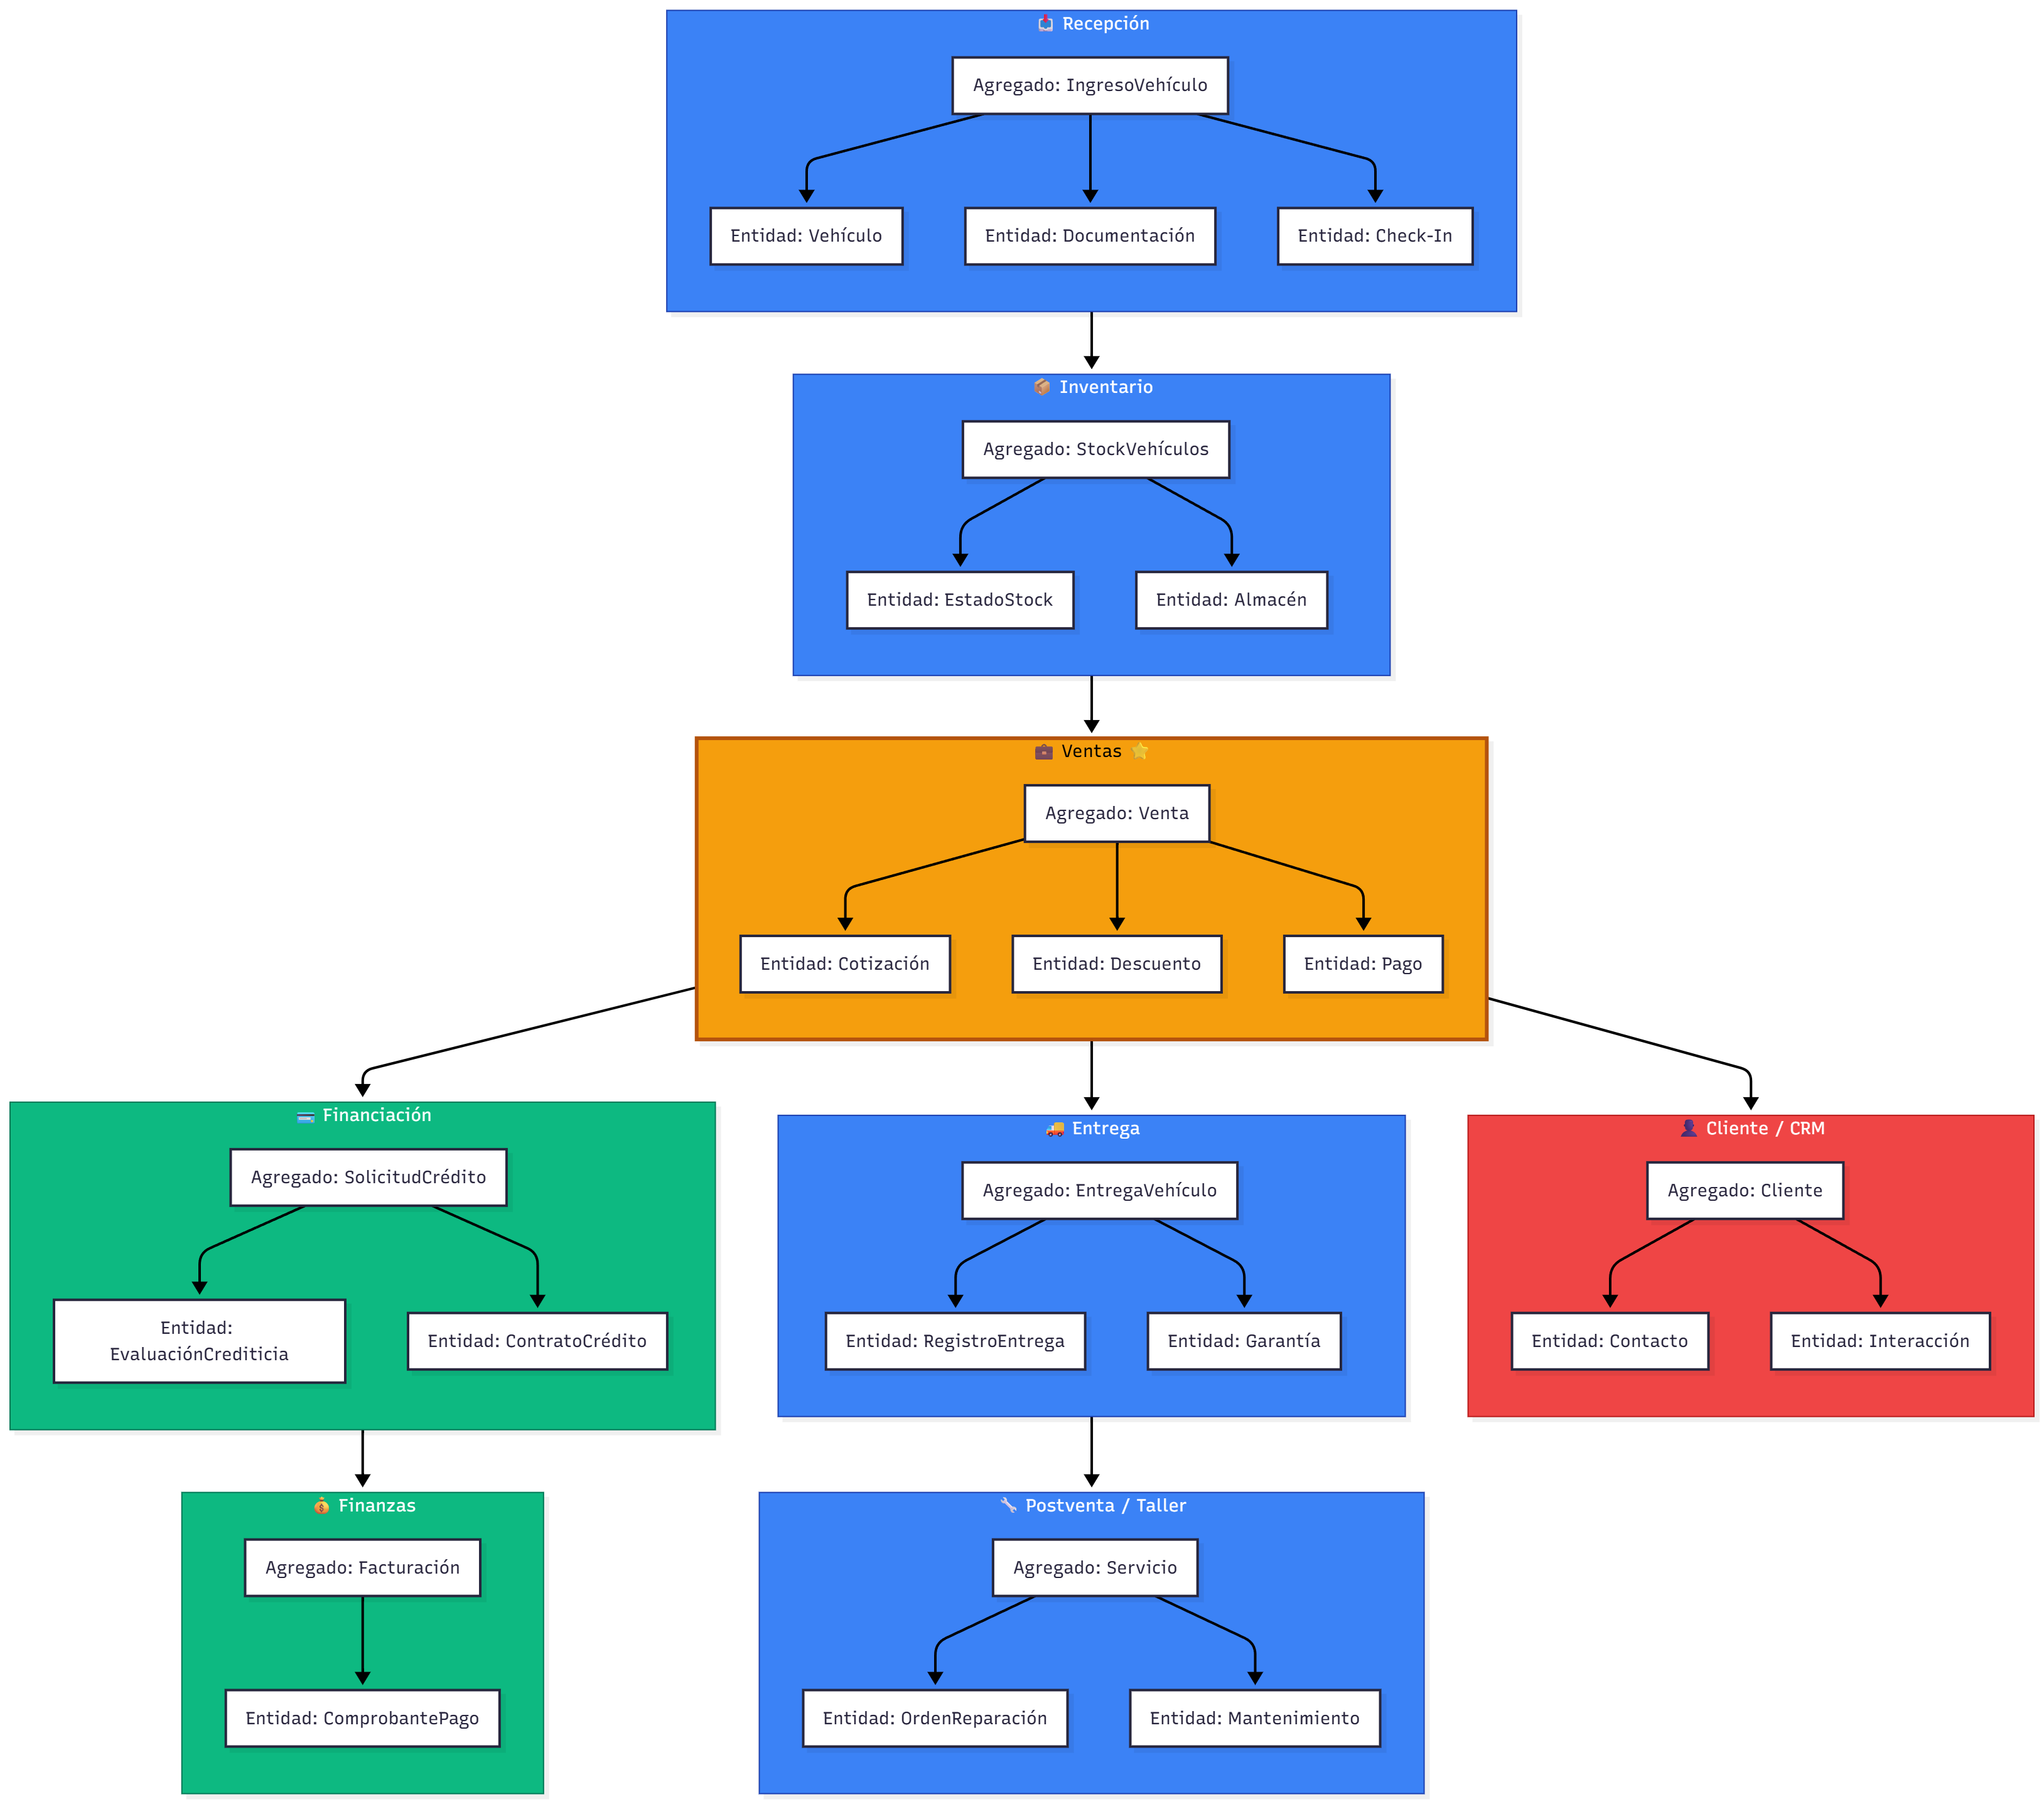 📥 Recepción
Agregado: IngresoVehículo
Entidad: Vehículo
Entidad: Documentación
Entidad: Check-In
📦 Inventario
Agregado: StockVehículos
Entidad: EstadoStock
Entidad: Almacén
💼 Ventas ⭐
Agregado: Venta
Entidad: Cotización
Entidad: Descuento
Entidad: Pago
💳 Financiación
Agregado: SolicitudCrédito
Entidad:
EvaluaciónCrediticia
Entidad: ContratoCrédito
🚚 Entrega
Agregado: EntregaVehículo
Entidad: RegistroEntrega
Entidad: Garantía
👤 Cliente / CRM
Agregado: Cliente
Entidad: Contacto
Entidad: Interacción
💰 Finanzas
Agregado: Facturación
Entidad: ComprobantePago
🔧 Postventa / Taller
Agregado: Servicio
Entidad: OrdenReparación
Entidad: Mantenimiento